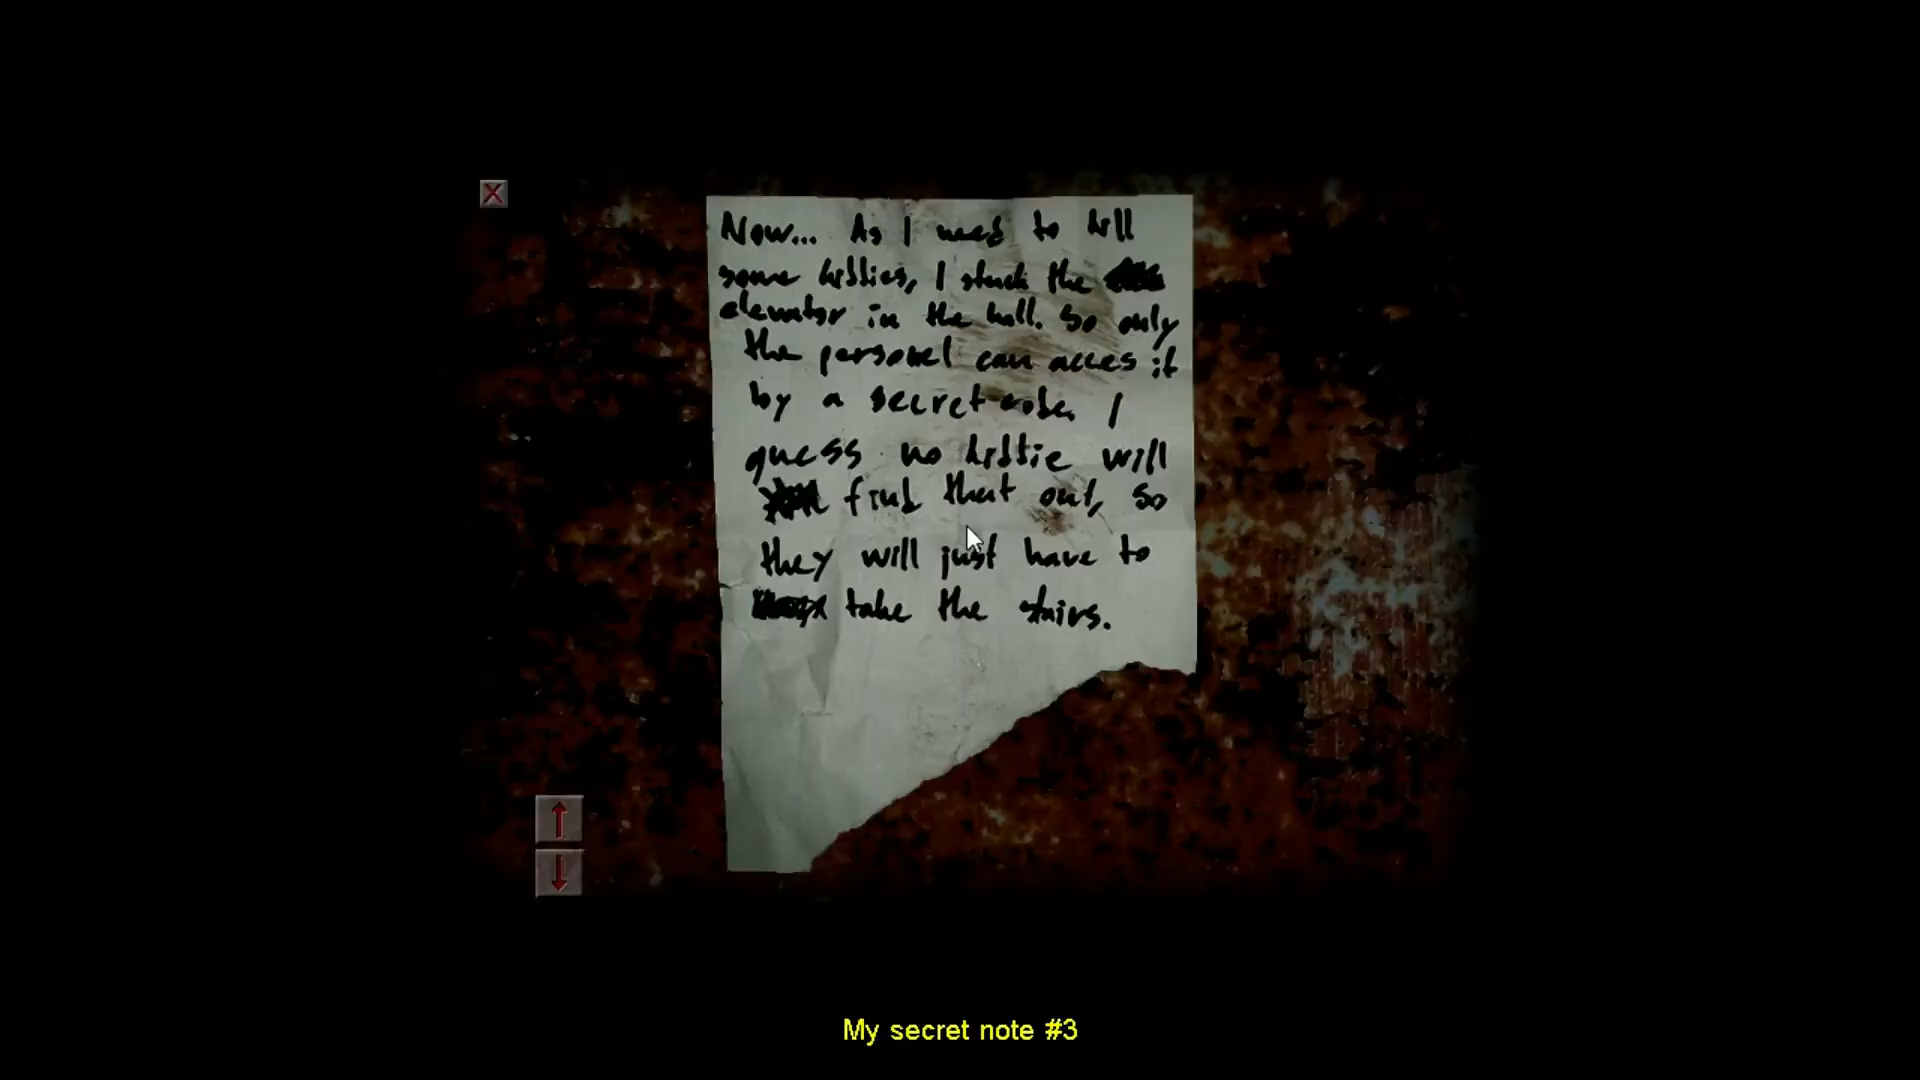 Now... As I need to kill
some kiddies, I stuck the
elevator in the hall. So only
the personel can acces it
by a secret code. I
guess no kiddie will
find that out, so
they will just have to
take the stairs.
My secret note #3